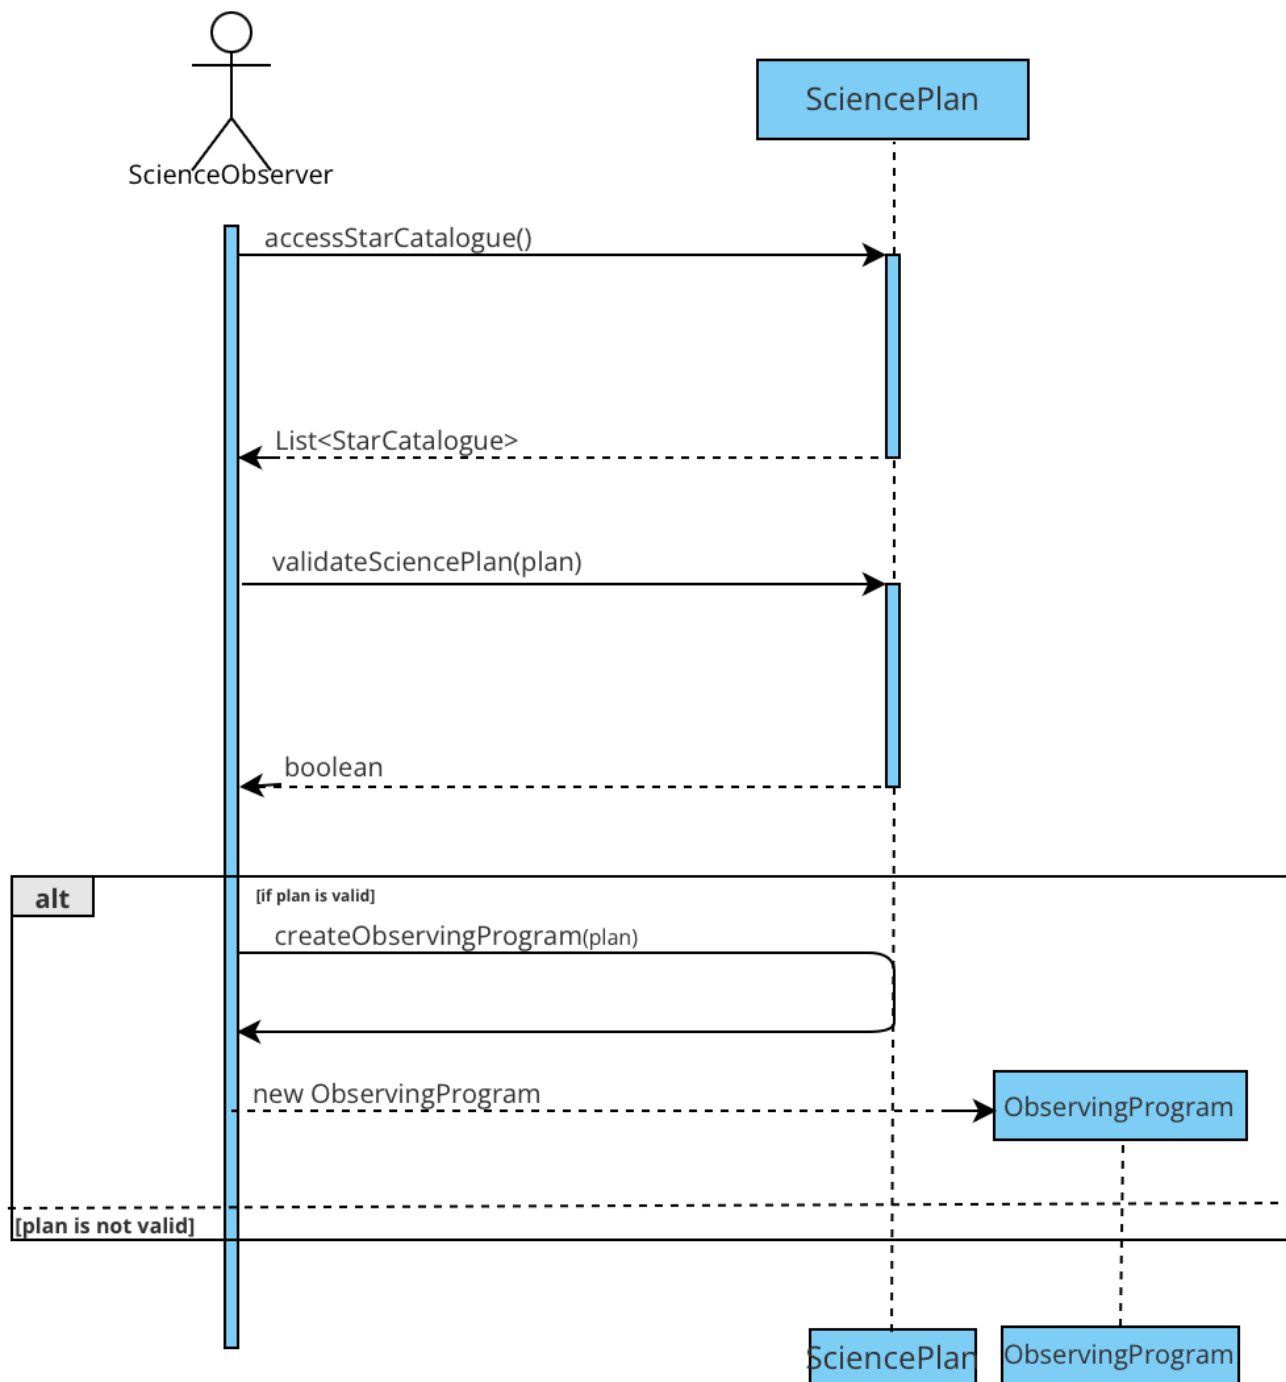 SciencePlan
ScienceObserver
accessStarCatalogue()
List<StarCatalogue>
validateSciencePlan(plan)
boolean
alt
[if plan is valid]
createObservingProgram(plan)
new ObservingProgram
ObservingProgram
[plan is not valid]
SciencePlan
ObservingProgram